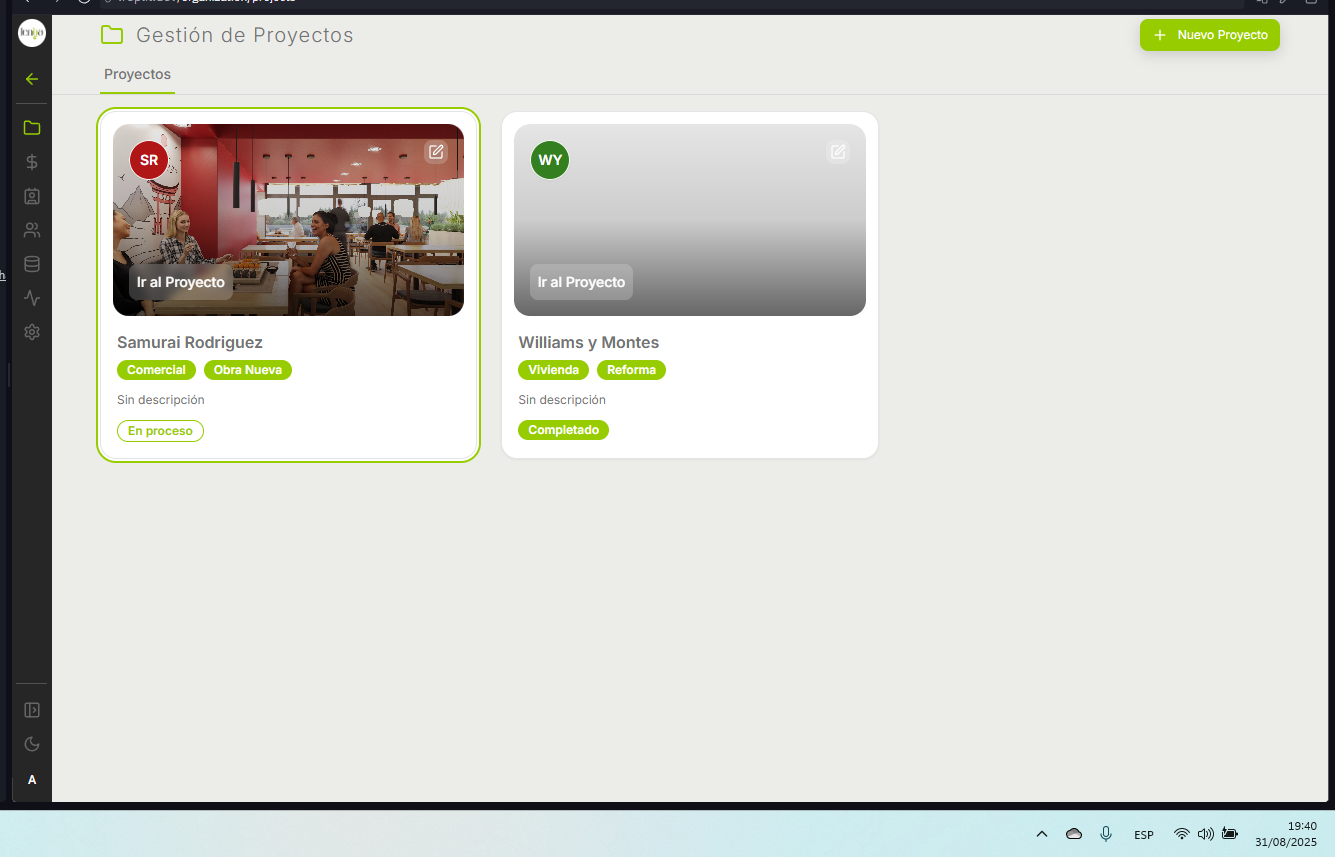 Gestión de Proyectos
Nuevo Proyecto
Proyectos
SR
Ir al Proyecto
Samurai Rodriguez
Comercial
Obra Nueva
Sin descripción
En proceso
WY
Ir al Proyecto
Williams y Montes
Vivienda
Reforma
Sin descripción
Completado
A
h
ESP
19:40
31/08/2025